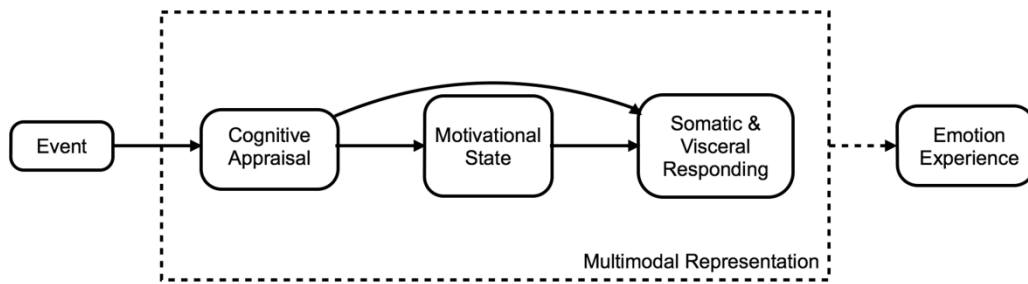 Event
Cognitive
Appraisal
Motivational
State
Somatic &
Visceral
Responding
Emotion
Experience
Multimodal Representation